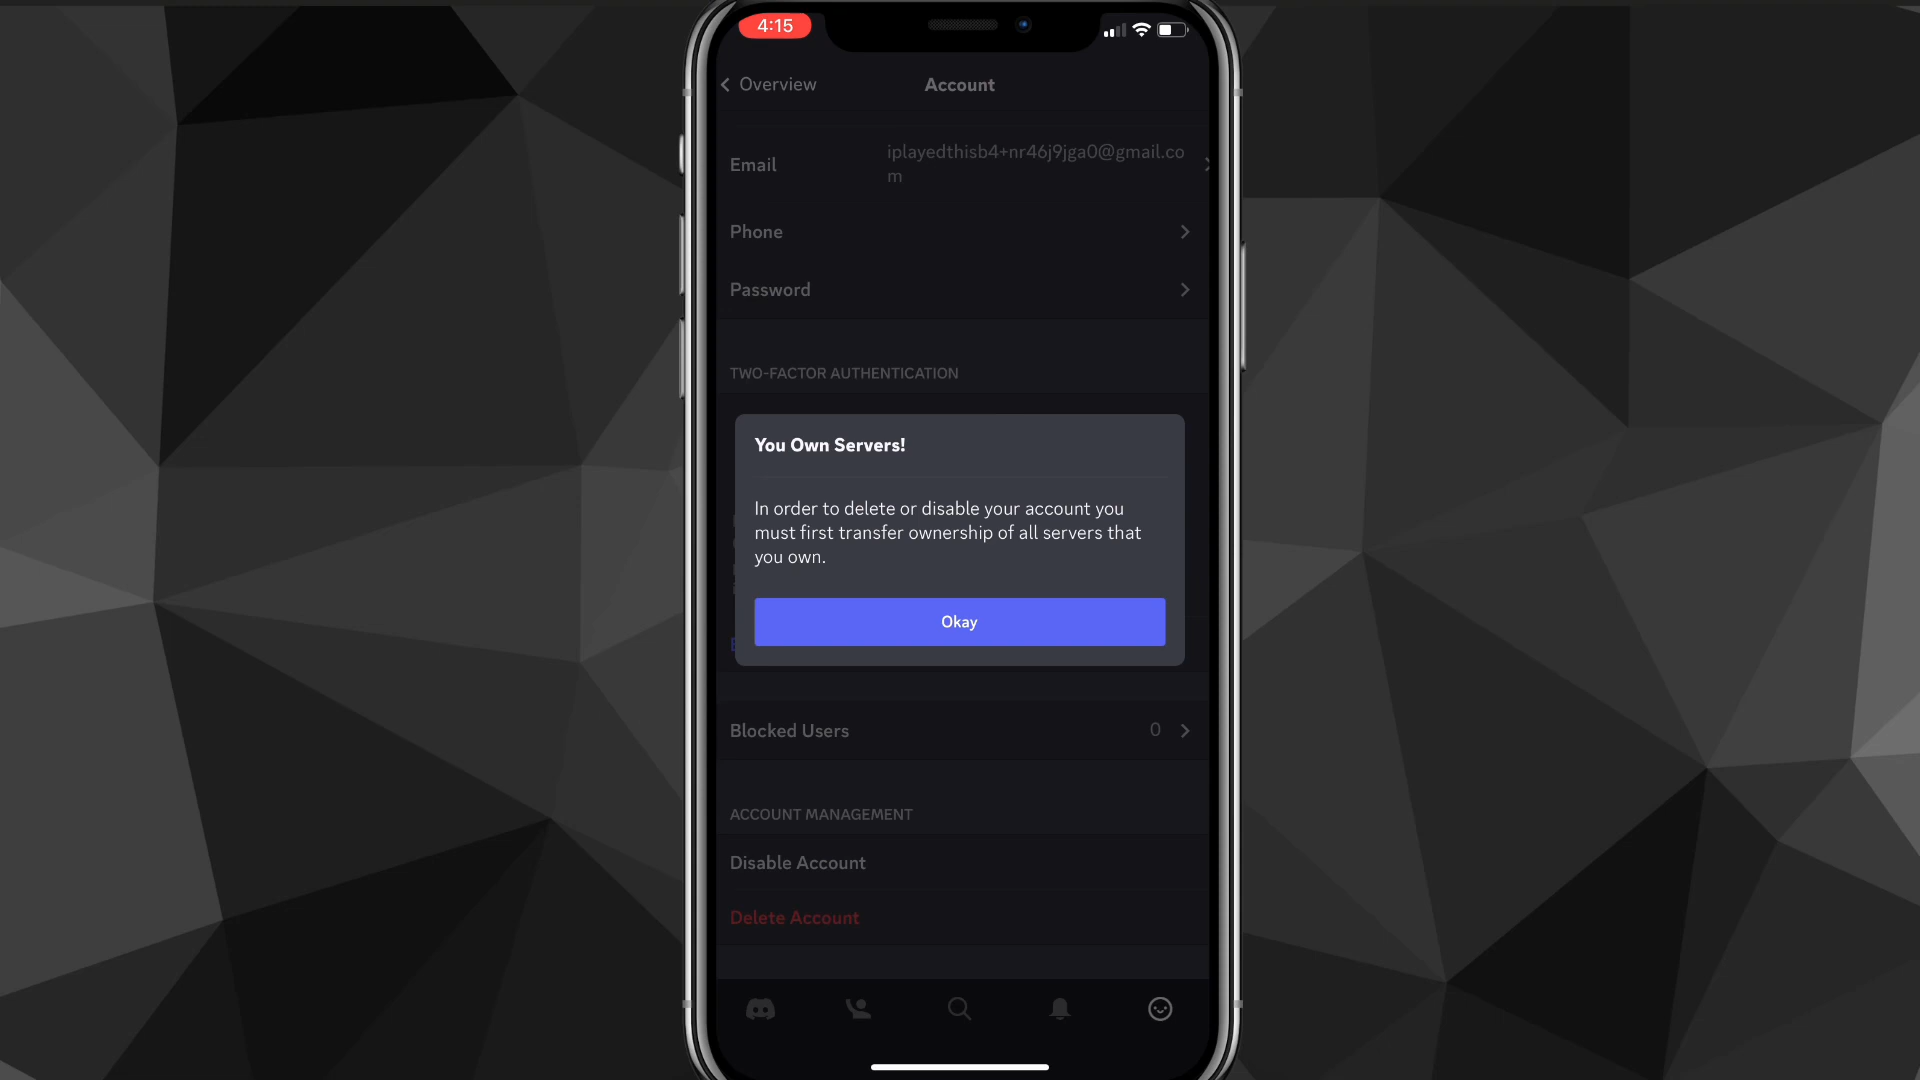 4:15
Overview
Account
Email
iplayedthisb4+nr46j9jga0@gmail.co
m
Phone
Password
TWO-FACTOR AUTHENTICATION
You Own Servers!
In order to delete or disable your account you
must first transfer ownership of all servers that
you own.
Okay
Blocked Users 0
ACCOUNT MANAGEMENT
Disable Account
Delete Account